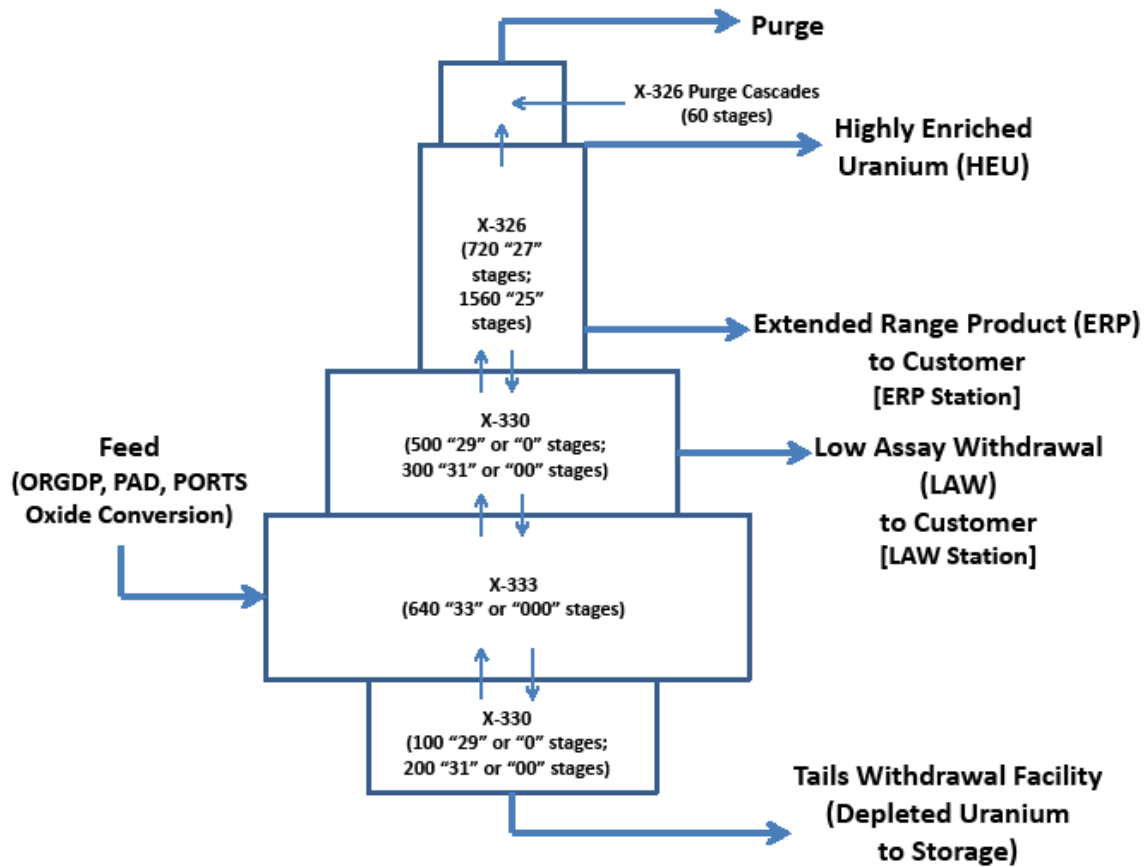 Purge
X-326 Purge Cascades
(60 stages)
Highly Enriched
Uranium (HEU)
X-326
(720 “27”
stages;
1560 “25”
stages)
Extended Range Product (ERP)
to Customer
[ERP Station]
X-330
(500 “29” or “0” stages;
300 “31” or “00” stages)
Low Assay Withdrawal
(LAW)
to Customer
[LAW Station]
Feed
(ORGDP, PAD, PORTS
Oxide Conversion)
X-333
(640 “33” or “000” stages)
X-330
(100 “29” or “0” stages;
200 “31” or “00” stages)
Tails Withdrawal Facility
(Depleted Uranium
to Storage)